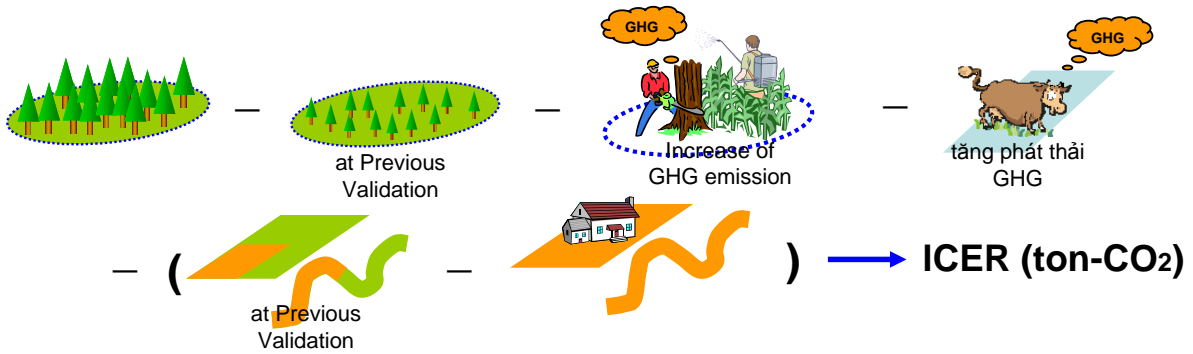 GHG
GHG
— — —
at Previous
Validation
Increase of
GHG emission
tăng phát thải
GHG
— ( — ) ICER (ton-CO₂)
at Previous
Validation